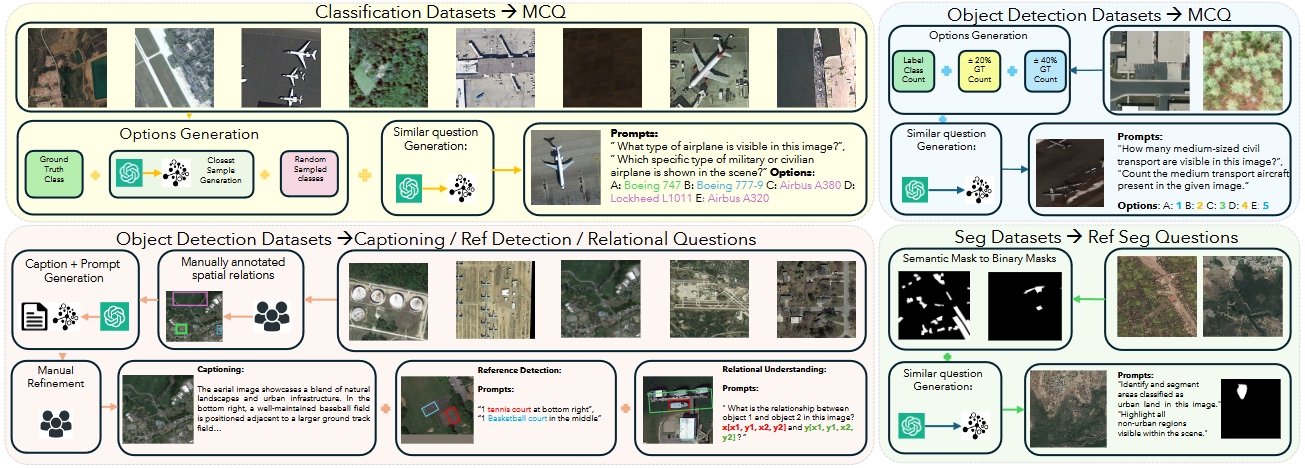 Classification Datasets → MCQ
Options Generation
Ground
Truth
Class
Closest
Sample
Generation
Random
Sampled
classes
Similar question
Generation:
Prompts:
" What type of airplane is visible in this image?",
" Which specific type of military or civilian
airplane is shown in the scene?" Options:
A: Boeing 747 B: Boeing 777-9 C: Airbus A380 D:
Lockheed L1011 E: Airbus A320
Object Detection Datasets → MCQ
Options Generation
Label
Class
Count
± 20%
GT
Count
± 40%
GT
Count
Similar question
Generation:
Prompts:
"How many medium-sized civil
transport are visible in this image?",
"Count the medium transport aircraft
present in the given image."
Options: A: 1 B: 2 C: 3 D: 4 E: 5
Object Detection Datasets →Captioning / Ref Detection / Relational Questions
Caption + Prompt
Generation
Manually annotated
spatial relations
Manual
Refinement
Captioning:
The aerial image showcases a blend of natural
landscapes and urban infrastructure. In the
bottom right, a well-maintained baseball field
is positioned adjacent to a larger ground track
field...
Reference Detection:
Prompts:
"1 tennis court at bottom right",
"1 Basketball court in the middle"
Relational Understanding:
Prompts:
" What is the relationship between
object 1 and object 2 in this image?
x[x1, y1, x2, y2] and y[x1, y1, x2,
y2] ? "
Seg Datasets → Ref Seg Questions
Semantic Mask to Binary Masks
Similar question
Generation:
Prompts:
"Identify and segment
areas classified as
urban land in this image."
"Highlight all
non-urban regions
visible within the scene."